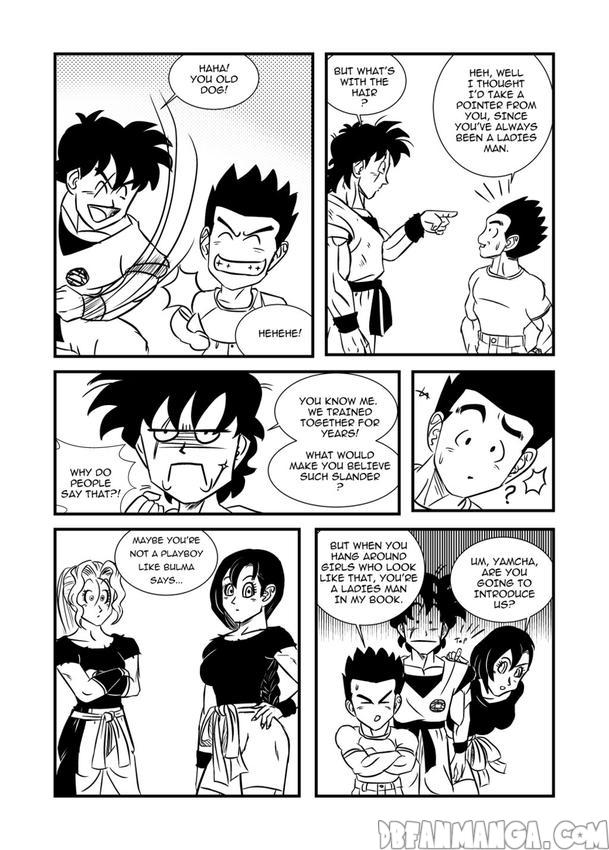 HAHA!
YOU OLD
DOG!
HEHEHE!
BUT WHAT'S
WITH THE
HAIR
?
HEH, WELL
I THOUGHT
I'D TAKE A
POINTER FROM
YOU, SINCE
YOU'VE ALWAYS
BEEN A LADIES
MAN.
WHY DO
PEOPLE
SAY THAT?!
YOU KNOW ME.
WE TRAINED
TOGETHER FOR
YEARS!
WHAT WOULD
MAKE YOU BELIEVE
SUCH SLANDER
?
?
MAYBE YOU'RE
NOT A PLAYBOY
LIKE BULMA
SAYS...
BUT WHEN YOU
HANG AROUND
GIRLS WHO LOOK
LIKE THAT, YOU'RE
A LADIES MAN
IN MY BOOK.
UM, YAMCHA,
ARE YOU
GOING TO
INTRODUCE
US?
TAP
DBFANMANGA.COM